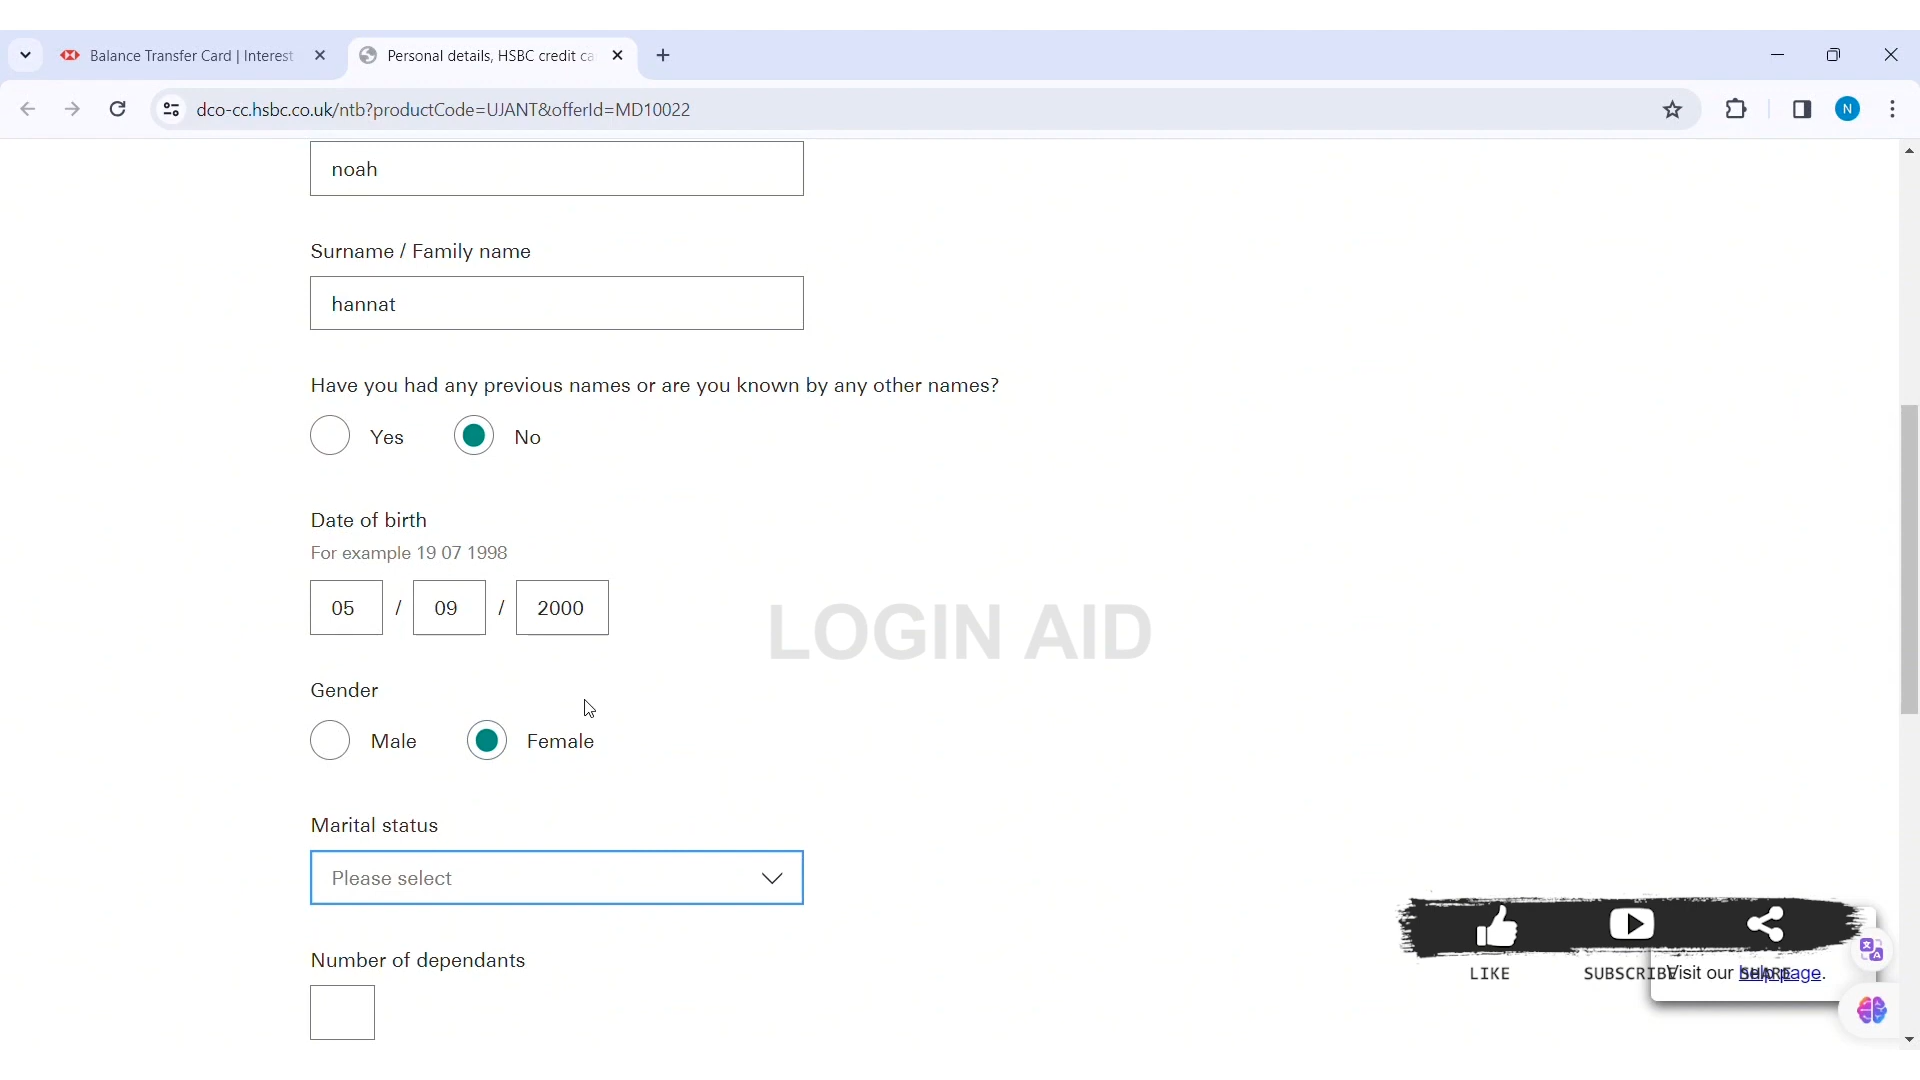 Balance Transfer Card | Interest
Personal details, HSBC credit ca
dco-cc.hsbc.co.uk/ntb?productCode=UJANT&offerId=MD10022
N
noah
Surname / Family name
hannat
Have you had any previous names or are you known by any other names?
Yes No
Date of birth
For example 19 07 1998
05 / 09 / 2000
LOGIN AID
Gender
Male Female
Marital status
Please select
Number of dependants
LIKE SUBSCRIBE SHARE
Visit our help page.